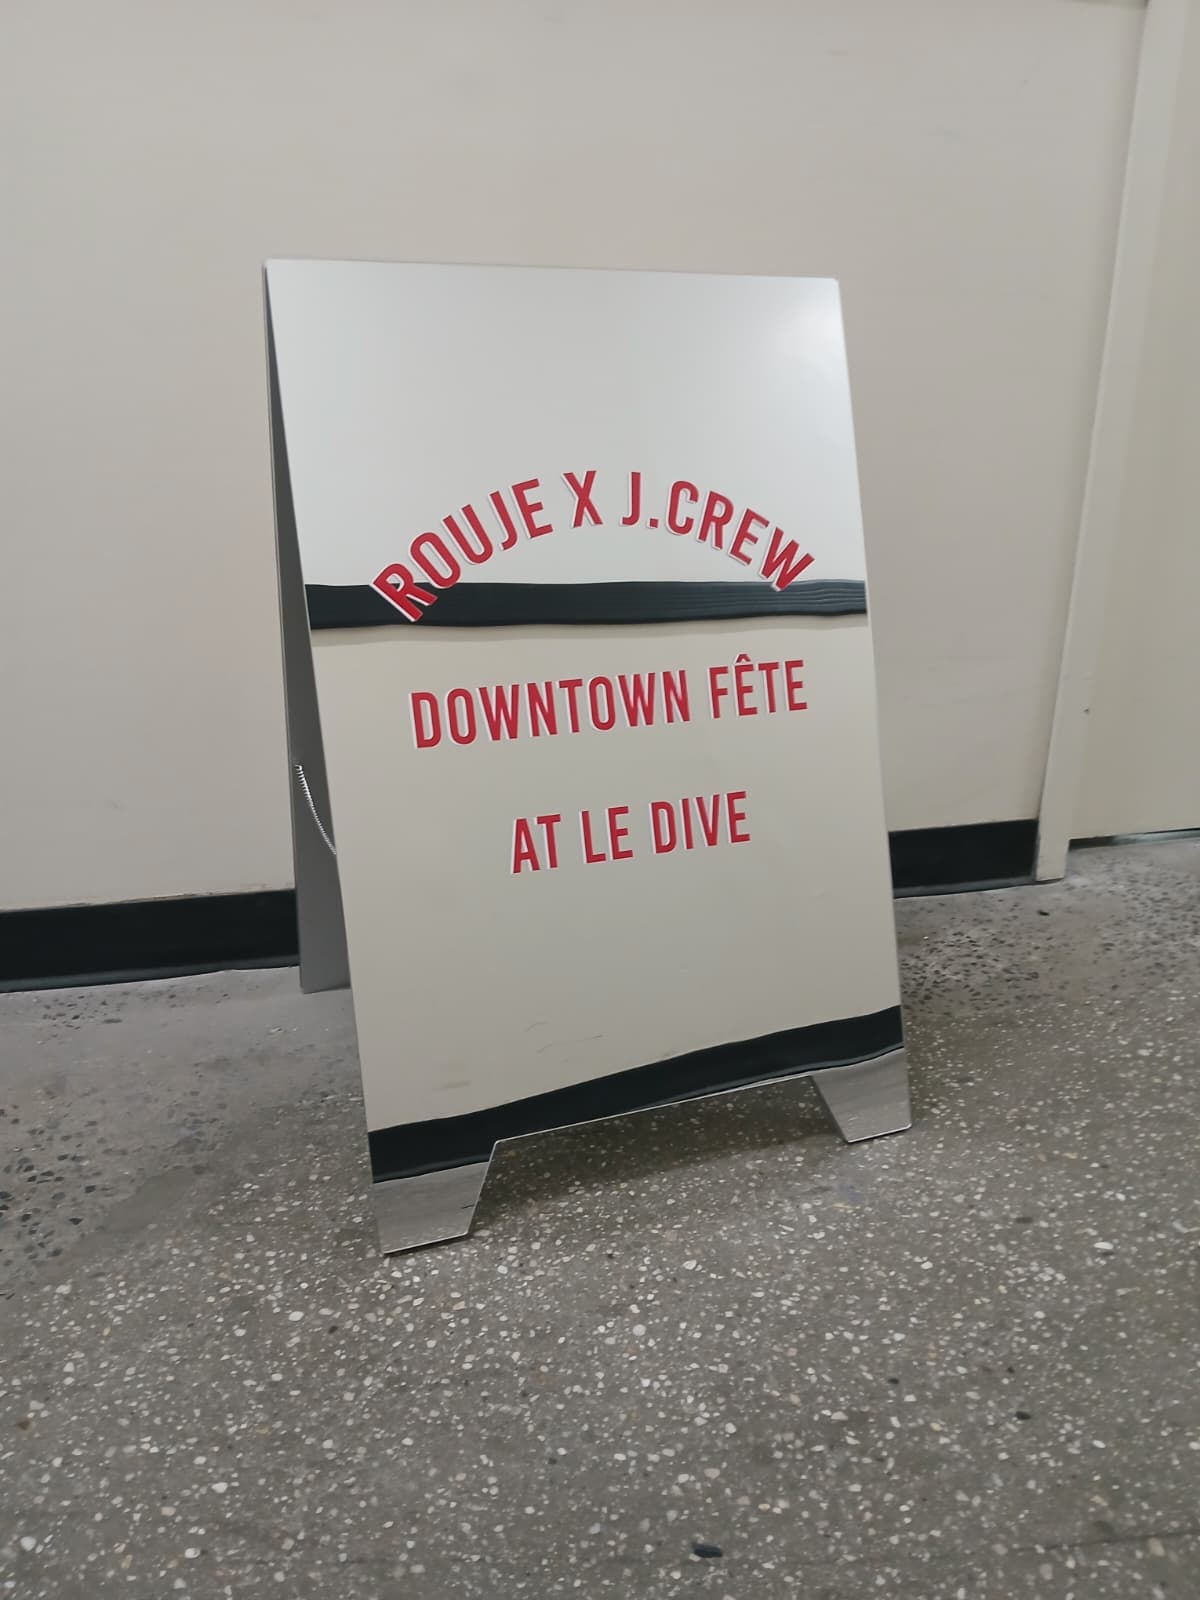 ROUJE X J.CREW
DOWNTOWN FÊTE
AT LE DIVE